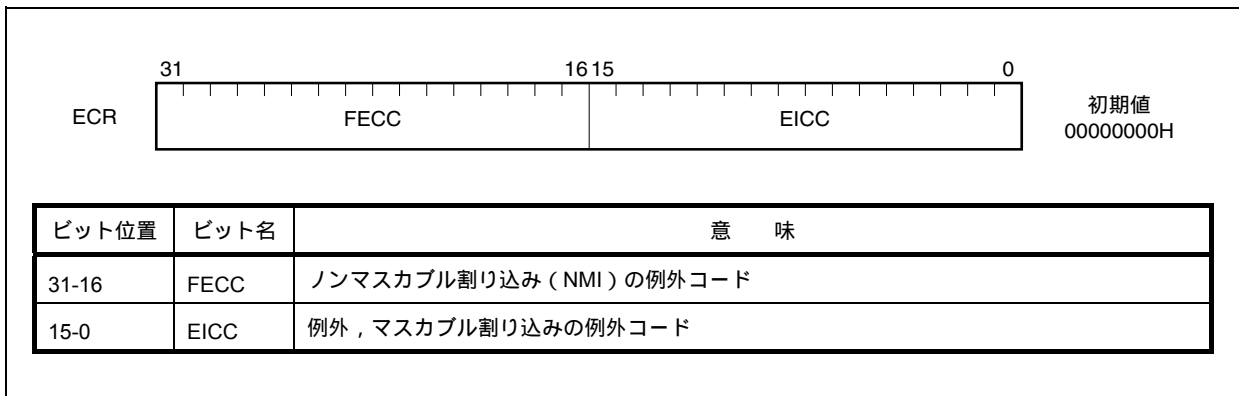 31 16 15 0
ECR FECC EICC 初期値
00000000H
ビット位置 ビット名 意 味
31-16 FECC ノンマスカブル割り込み（NMI）の例外コード
15-0 EICC 例外，マスカブル割り込みの例外コード